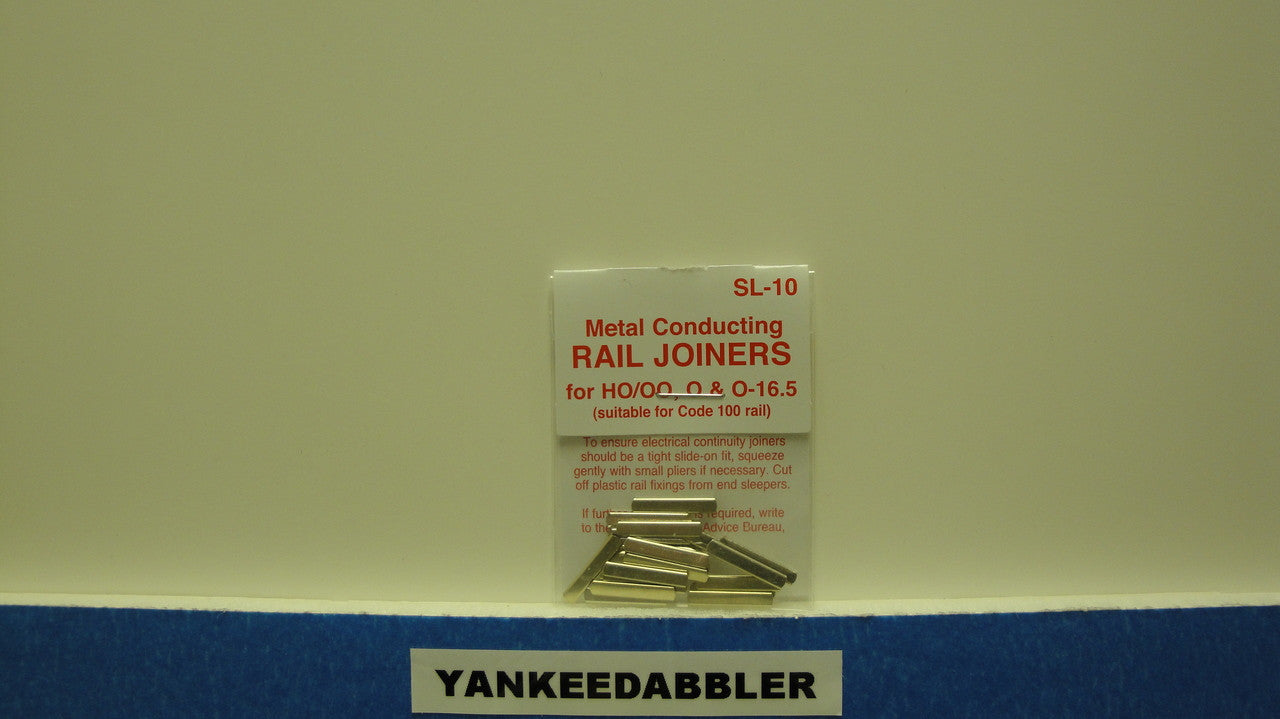 SL-10
Metal Conducting
RAIL JOINERS
for HO/OO, O & O-16.5
(suitable for Code 100 rail)
To ensure electrical continuity joiners
should be a tight slide-on fit, squeeze
gently with small pliers if necessary. Cut
off plastic rail fixings from end sleepers.
If is required, write
to the Advice Bureau,
YANKEEDABBLER